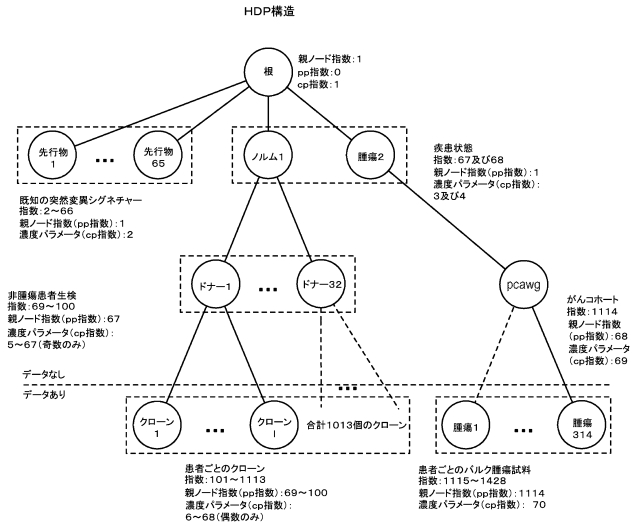 HDP構造
根
親ノード指数:1
pp指数:0
cp指数:1
先行物
1
...
先行物
65
ノルム1
腫瘍2
疾患状態
指数:67及び68
親ノード指数(pp指数):1
濃度パラメータ(cp指数):
3及び4
既知の突然変異シグネチャー
指数:2~66
親ノード指数(pp指数):1
濃度パラメータ(cp指数):2
ドナー1
...
ドナー32
pcawg
非腫瘍患者生検
指数:69~100
親ノード指数(pp指数):67
濃度パラメータ(cp指数):
5~67(奇数のみ)
がんコホート
指数:1114
親ノード指数
(pp指数):68
濃度パラメータ
(cp指数):69
データなし
データあり
...
クローン
1
...
クローン
I
合計1013個のクローン
腫瘍1
...
腫瘍
314
患者ごとのクローン
指数:101~1113
親ノード指数(pp指数):69~100
濃度パラメータ(cp指数):
6~68(偶数のみ)
患者ごとのバルク腫瘍試料
指数:1115~1428
親ノード指数(pp指数):1114
濃度パラメータ(cp指数): 70